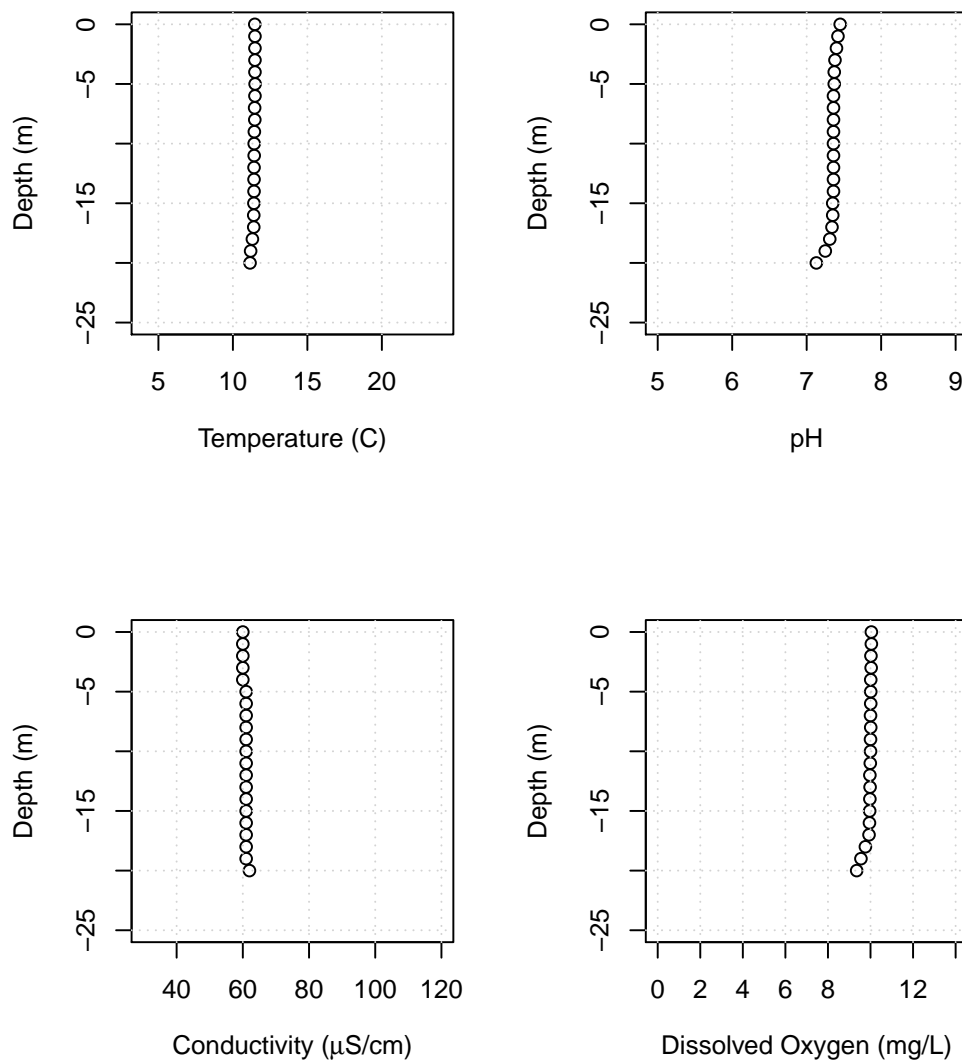 0
−5
−15
−25
Depth (m)
5 10 15 20
Temperature (C)
0
−5
−15
−25
Depth (m)
5 6 7 8 9
pH
0
−5
−15
−25
Depth (m)
40 60 80 100 120
Conductivity (μS/cm)
0
−5
−15
−25
Depth (m)
0 2 4 6 8 12
Dissolved Oxygen (mg/L)